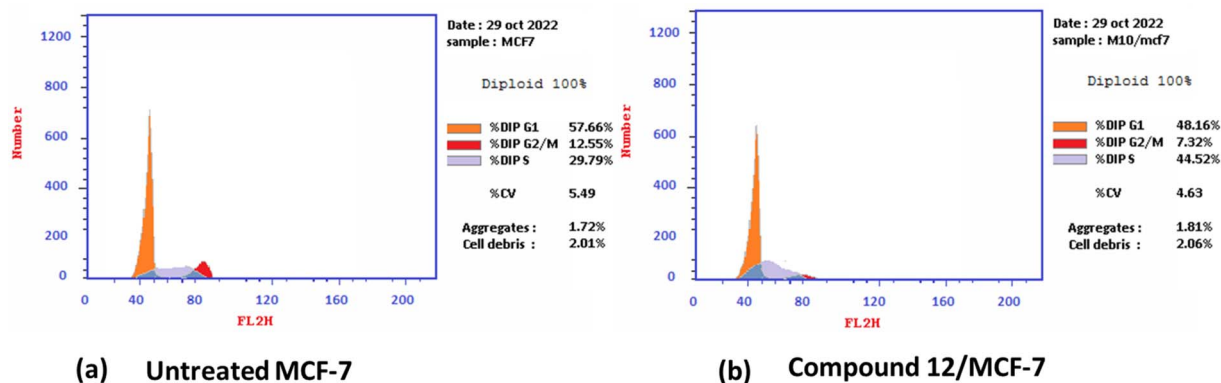 1200
800
600
400
200
0
Number
0
40
80
120
160
200
FL2H
Date : 29 oct 2022
sample : MCF7
Diploid 100%
%DIP G1 57.66%
%DIP G2/M 12.55%
%DIP S 29.79%
%CV 5.49
Aggregates : 1.72%
Cell debris : 2.01%
(a) Untreated MCF-7
1200
800
600
400
200
0
Number
0
40
80
120
160
200
FL2H
Date : 29 oct 2022
sample : M10/mcf7
Diploid 100%
%DIP G1 48.16%
%DIP G2/M 7.32%
%DIP S 44.52%
%CV 4.63
Aggregates : 1.81%
Cell debris : 2.06%
(b) Compound 12/MCF-7